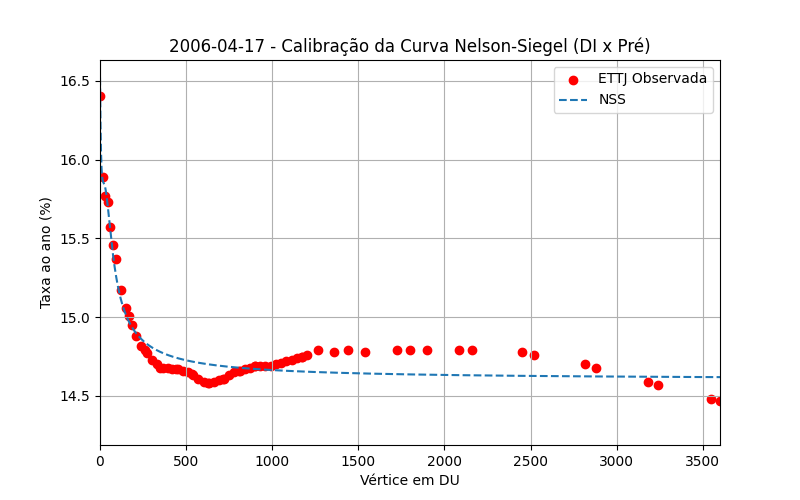 2006-04-17 - Calibração da Curva Nelson-Siegel (DI x Pré)
ETTJ Observada
NSS
Taxa ao ano (%)
16.5
16.0
15.5
15.0
14.5
0 500 1000 1500 2000 2500 3000 3500
Vértice em DU